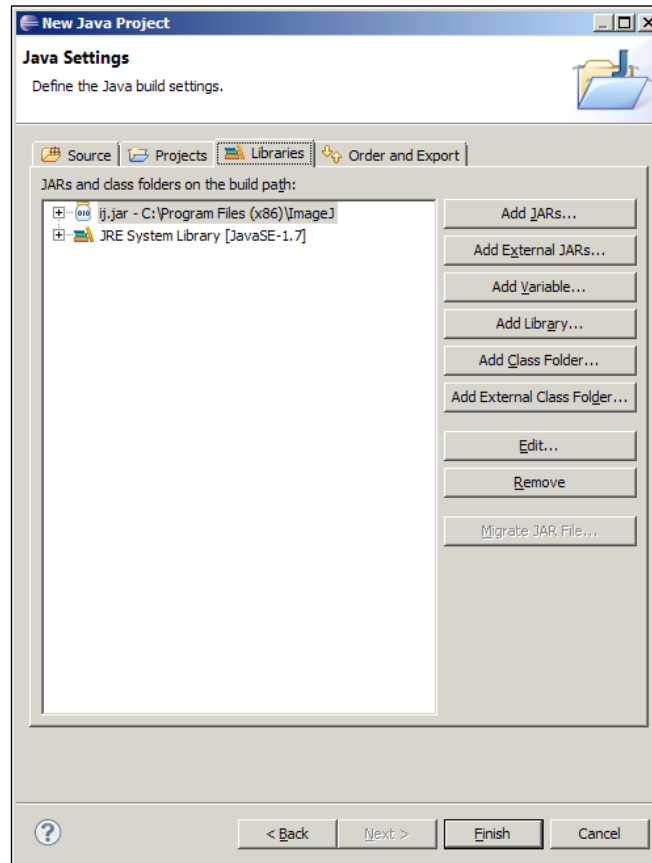 New Java Project
Java Settings
Define the Java build settings.
Source Projects Libraries Order and Export
JARs and class folders on the build path:
ij.jar - C:\Program Files (x86)\ImageJ
JRE System Library [JavaSE-1.7]
Add JARs...
Add External JARs...
Add Variable...
Add Library...
Add Class Folder...
Add External Class Folder...
Edit...
Remove
Migrate JAR File...
< Back Next > Finish Cancel